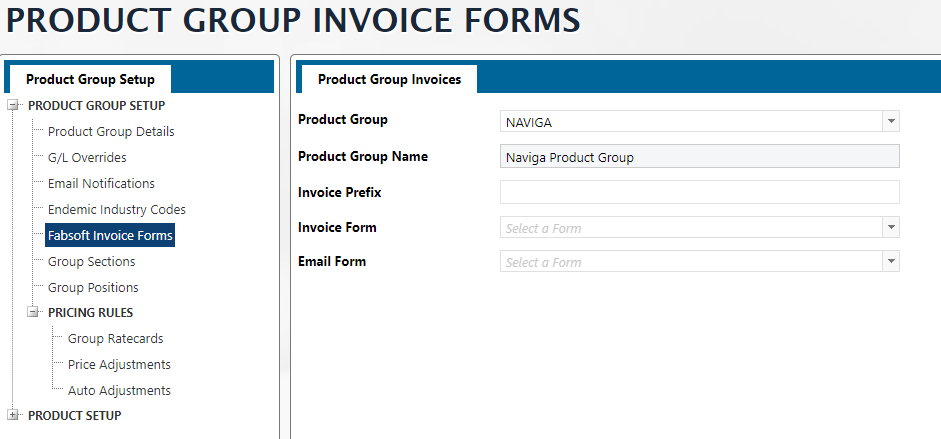 PRODUCT GROUP INVOICE FORMS
Product Group Setup
PRODUCT GROUP SETUP
Product Group Details
G/L Overrides
Email Notifications
Endemic Industry Codes
Fabsoft Invoice Forms
Group Sections
Group Positions
PRICING RULES
Group Ratecards
Price Adjustments
Auto Adjustments
PRODUCT SETUP
Product Group Invoices
Product Group NAVIGA
Product Group Name Naviga Product Group
Invoice Prefix
Invoice Form Select a Form
Email Form Select a Form